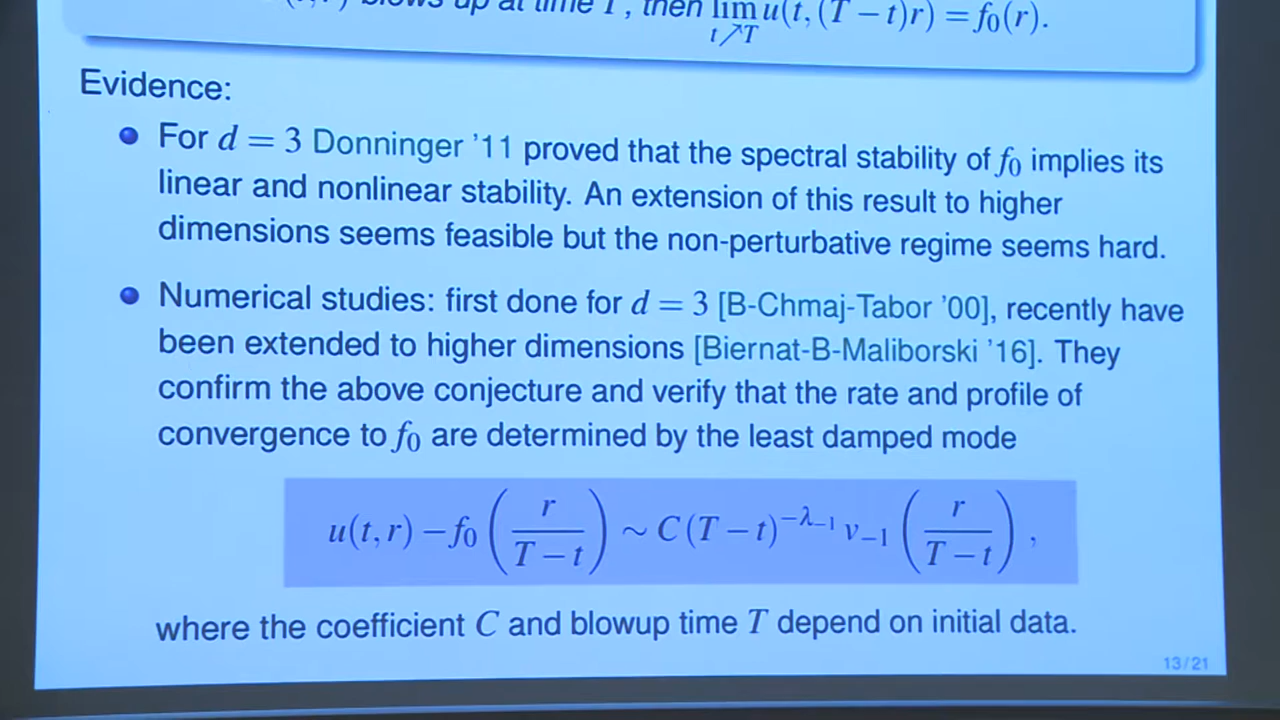 up at time T, then lim u(t, (T − t)r) = f₀(r).
t↗T
Evidence:
For d = 3 Donninger '11 proved that the spectral stability of f₀ implies its
linear and nonlinear stability. An extension of this result to higher
dimensions seems feasible but the non-perturbative regime seems hard.
Numerical studies: first done for d = 3 [B-Chmaj-Tabor '00], recently have
been extended to higher dimensions [Biernat-B-Maliborski '16]. They
confirm the above conjecture and verify that the rate and profile of
convergence to f₀ are determined by the least damped mode
u(t,r) − f₀ (r / (T − t)) ∼ C(T − t)^{−λ₋₁} v₋₁ (r / (T − t)) ,
where the coefficient C and blowup time T depend on initial data.
13/21